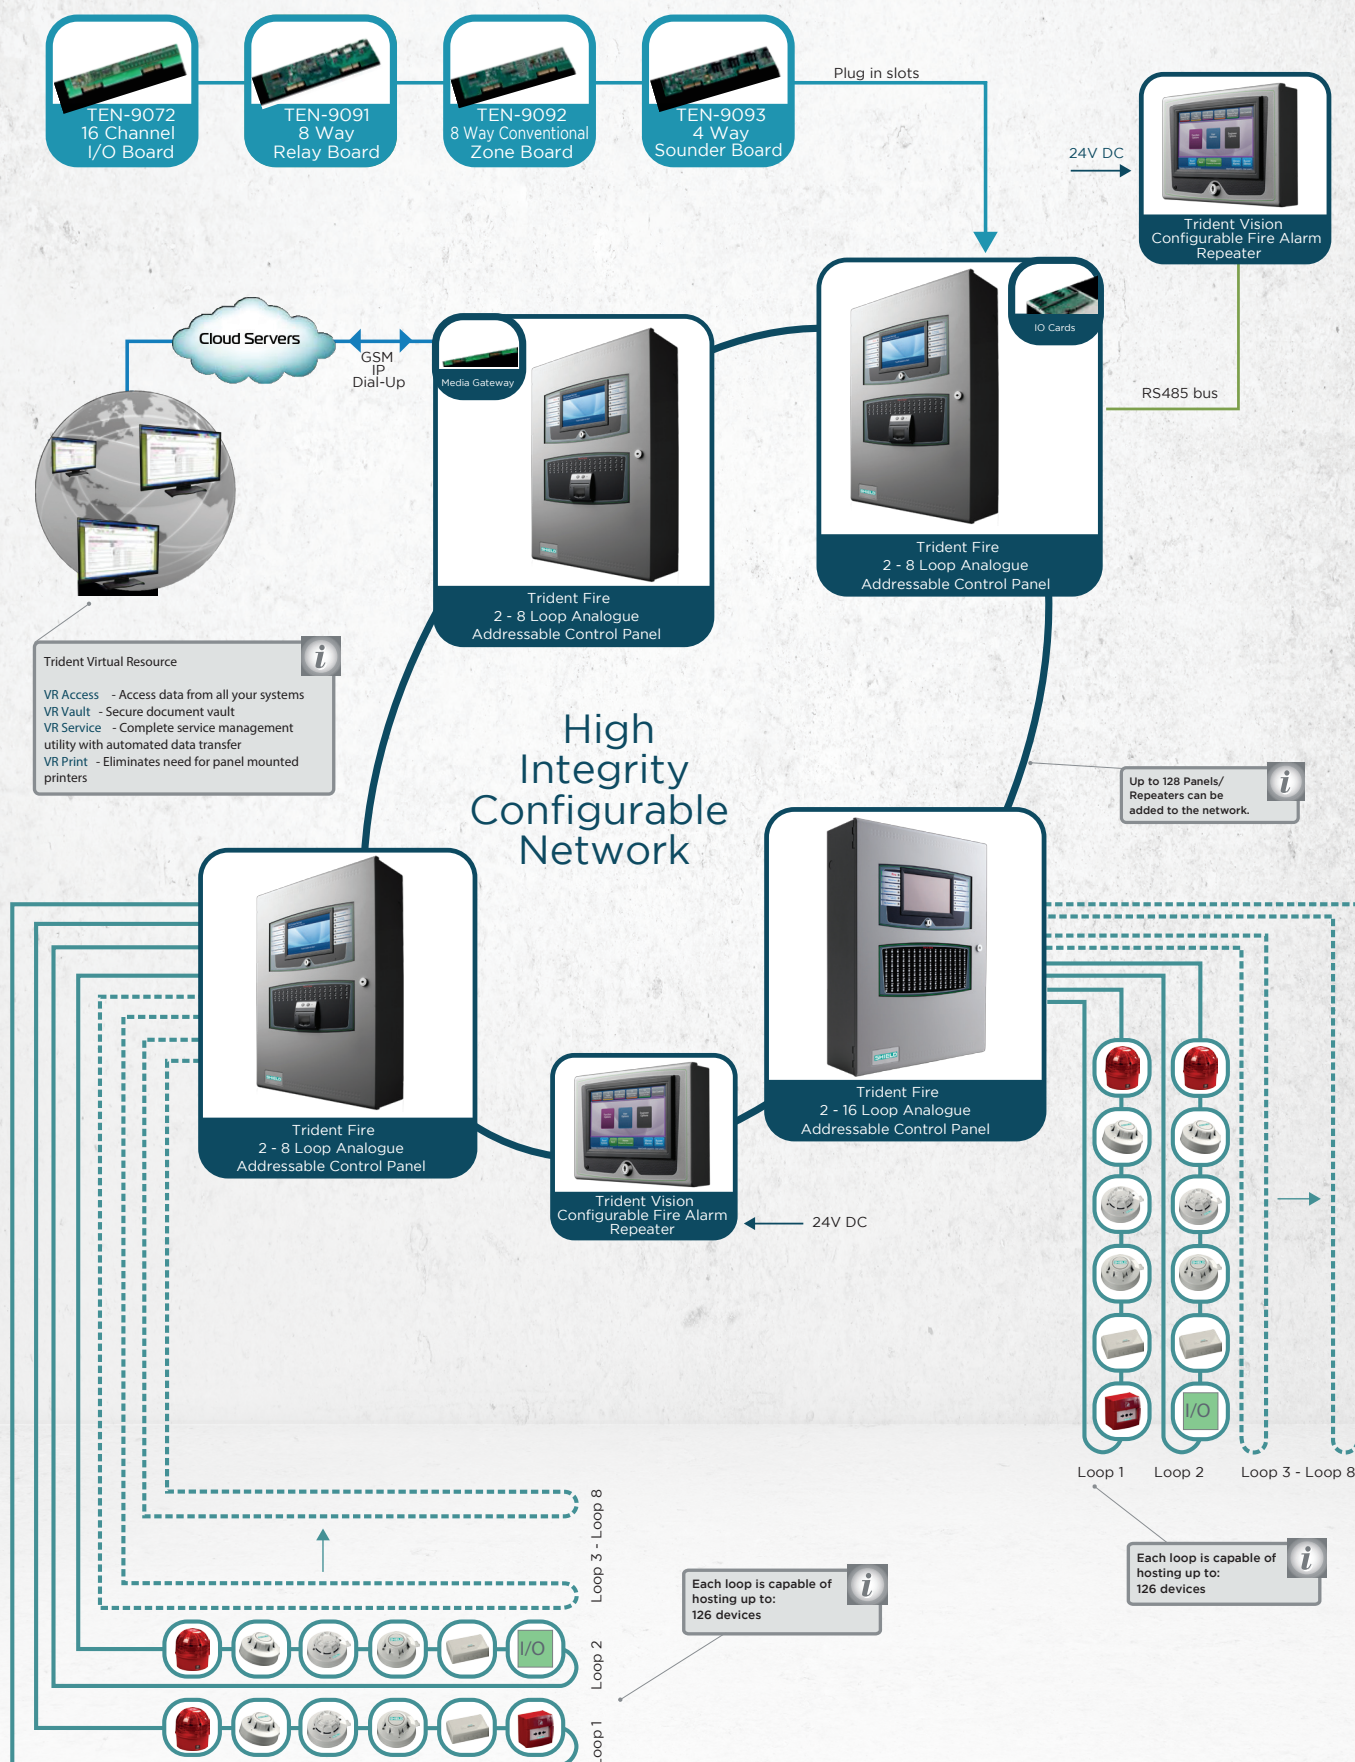 TEN-9072
16 Channel
I/O Board
TEN-9091
8 Way
Relay Board
TEN-9092
8 Way Conventional
Zone Board
TEN-9093
4 Way
Sounder Board
Plug in slots
24V DC
Trident Vision
Configurable Fire Alarm
Repeater
RS485 bus
Cloud Servers
GSM
IP
Dial-Up
Media Gateway
SHIELD
Trident Fire
2 - 8 Loop Analogue
Addressable Control Panel
IO Cards
SHIELD
Trident Fire
2 - 8 Loop Analogue
Addressable Control Panel
Trident Virtual Resource
VR Access - Access data from all your systems
VR Vault - Secure document vault
VR Service - Complete service management
utility with automated data transfer
VR Print - Eliminates need for panel mounted
printers
i
High
Integrity
Configurable
Network
Up to 128 Panels/
Repeaters can be
added to the network.
i
SHIELD
Trident Fire
2 - 8 Loop Analogue
Addressable Control Panel
SHIELD
Trident Fire
2 - 16 Loop Analogue
Addressable Control Panel
Trident Vision
Configurable Fire Alarm
Repeater
24V DC
I/O
Loop 1
Loop 2
Loop 3 - Loop 8
Each loop is capable of
hosting up to:
126 devices
i
Loop 3 - Loop 8
Each loop is capable of
hosting up to:
126 devices
i
I/O
Loop 2
Loop 1